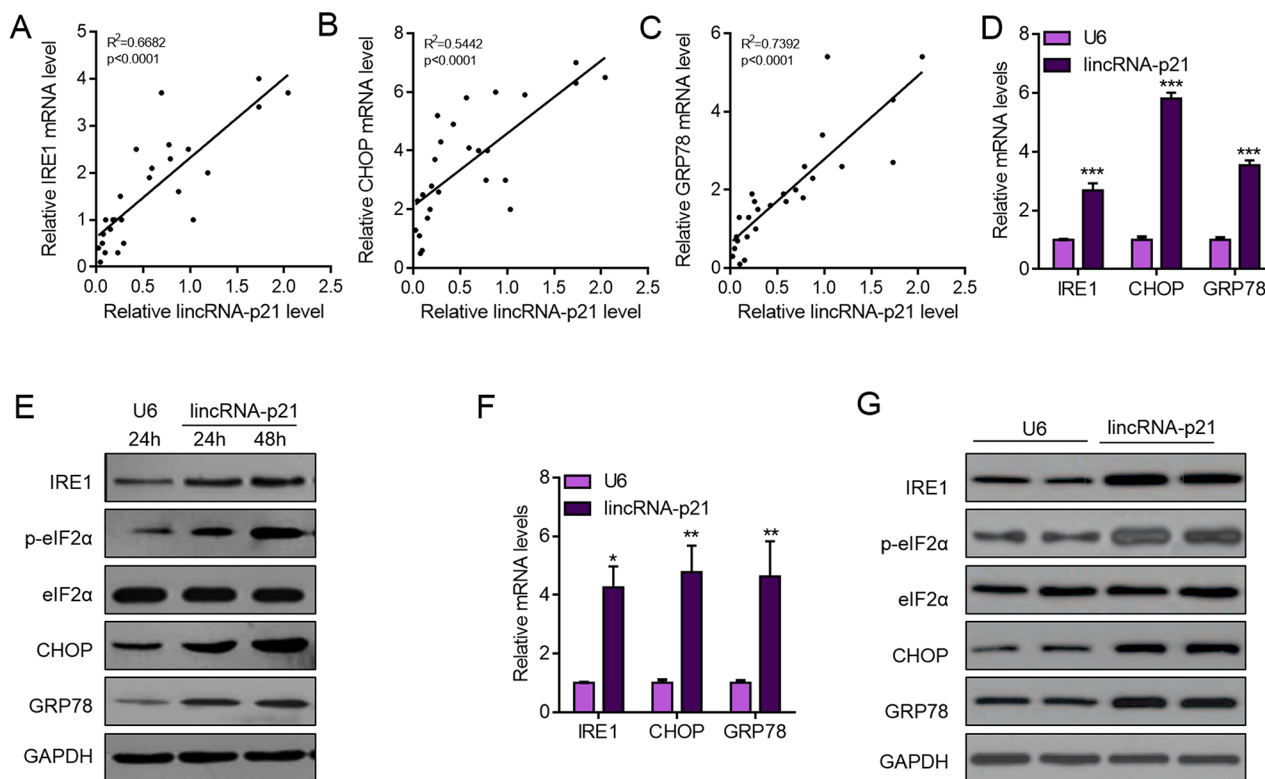 A
R²=0.6682
p<0.0001
Relative IRE1 mRNA level
5
4
3
2
1
0
0.0 0.5 1.0 1.5 2.0 2.5
Relative lincRNA-p21 level
B
R²=0.5442
p<0.0001
Relative CHOP mRNA level
8
6
4
2
0
0.0 0.5 1.0 1.5 2.0 2.5
Relative lincRNA-p21 level
C
R²=0.7392
p<0.0001
Relative GRP78 mRNA level
6
4
2
0
0.0 0.5 1.0 1.5 2.0 2.5
Relative lincRNA-p21 level
D
U6
lincRNA-p21
Relative mRNA levels
8
6
4
2
0
*** *** ***
IRE1 CHOP GRP78
E
U6 lincRNA-p21
24h 24h 48h
IRE1
p-eIF2α
eIF2α
CHOP
GRP78
GAPDH
F
U6
lincRNA-p21
Relative mRNA levels
8
6
4
2
0
* ** **
IRE1 CHOP GRP78
G
U6 lincRNA-p21
IRE1
p-eIF2α
eIF2α
CHOP
GRP78
GAPDH